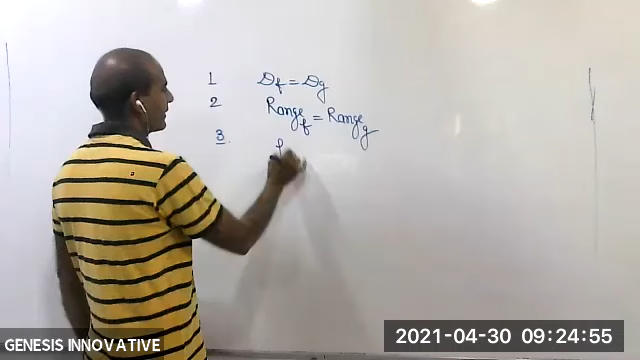 1 Df = Dg
2 Range f = Range g
3. f
GENESIS INNOVATIVE
2021-04-30 09:24:55